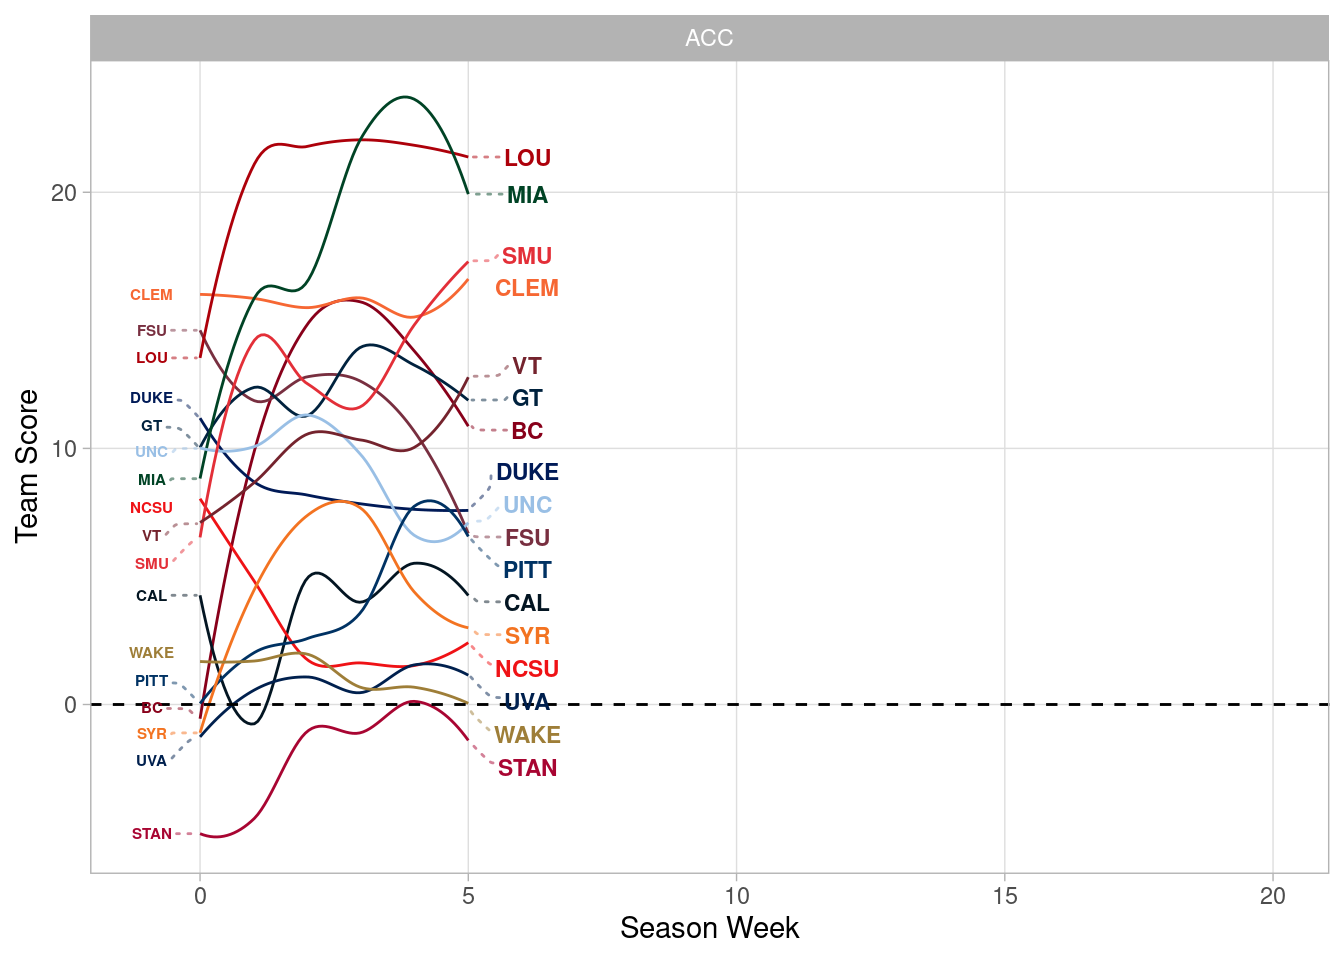 ACC
Team Score
20
10
0
CLEM
FSU
LOU
DUKE
GT
UNC
MIA
NCSU
VT
SMU
CAL
WAKE
PITT
BC
SYR
UVA
STAN
LOU
MIA
SMU
CLEM
VT
GT
BC
DUKE
UNC
FSU
PITT
CAL
SYR
NCSU
UVA
WAKE
STAN
0 5 10 15 20
Season Week